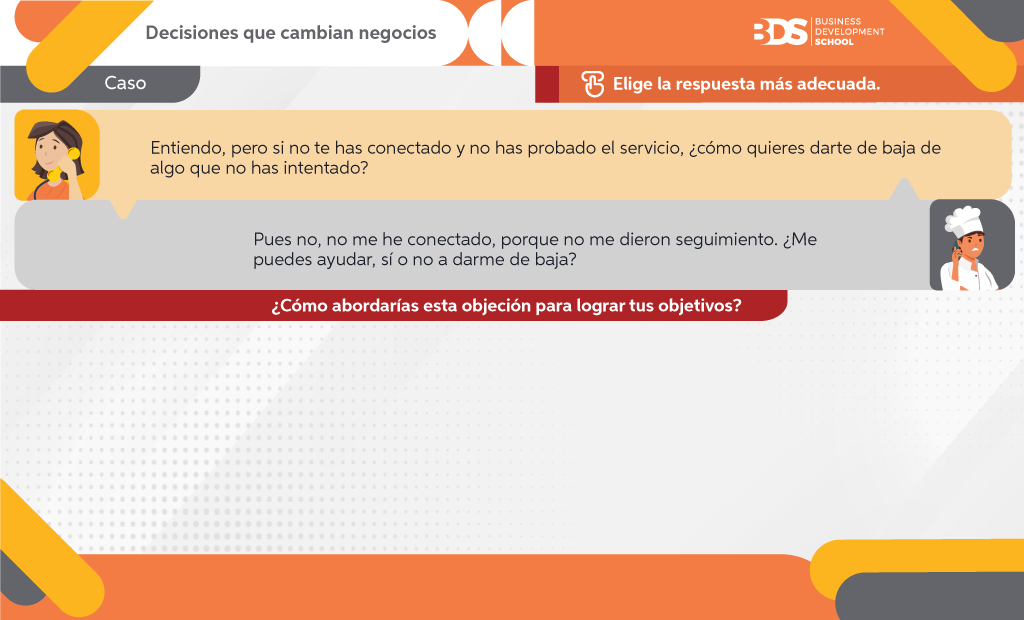 Decisiones que cambian negocios
BDS
BUSINESS
DEVELOPMENT
SCHOOL
Caso
Elige la respuesta más adecuada.
Entiendo, pero si no te has conectado y no has probado el servicio, ¿cómo quieres darte de baja de
algo que no has intentado?
Pues no, no me he conectado, porque no me dieron seguimiento. ¿Me
puedes ayudar, sí o no a darme de baja?
¿Cómo abordarías esta objeción para lograr tus objetivos?